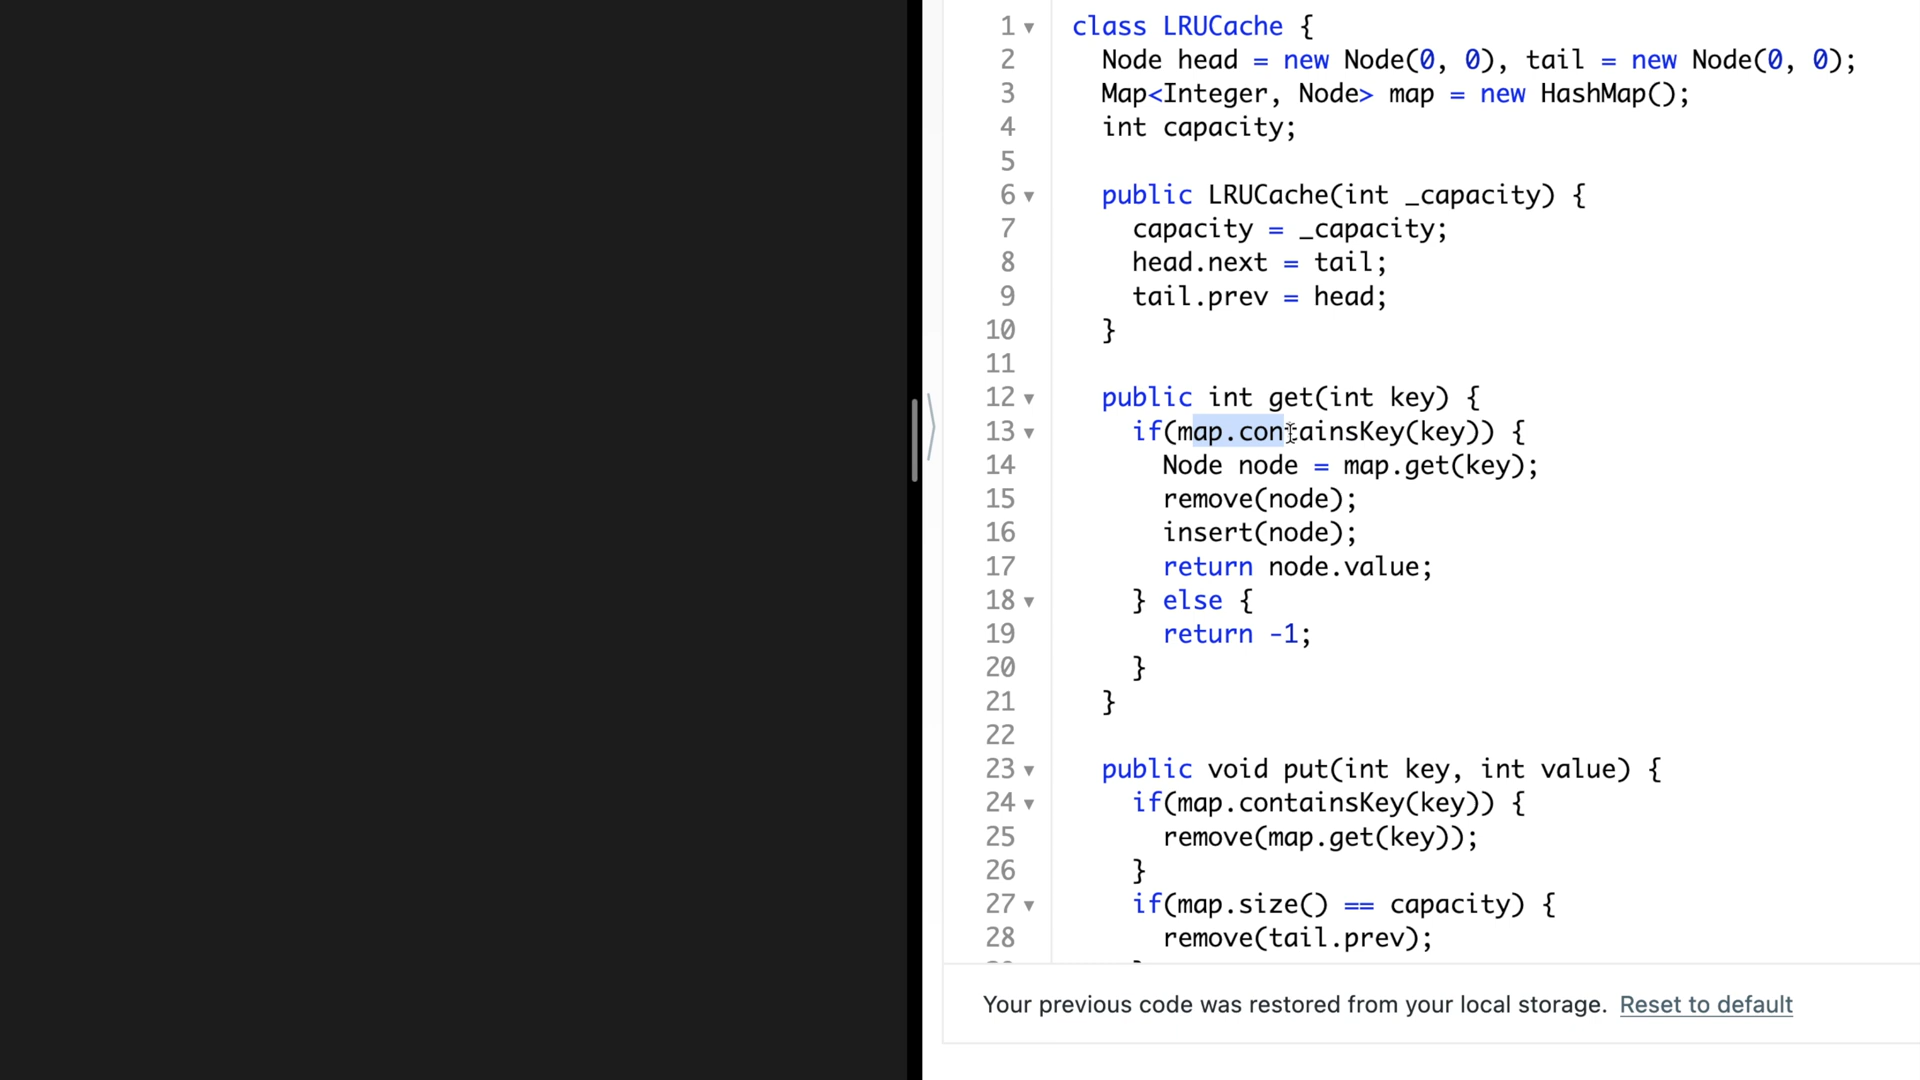 1 class LRUCache {
2 Node head = new Node(0, 0), tail = new Node(0, 0);
3 Map<Integer, Node> map = new HashMap();
4 int capacity;
5
6 public LRUCache(int _capacity) {
7 capacity = _capacity;
8 head.next = tail;
9 tail.prev = head;
10 }
11
12 public int get(int key) {
13 if(map.containsKey(key)) {
14 Node node = map.get(key);
15 remove(node);
16 insert(node);
17 return node.value;
18 } else {
19 return -1;
20 }
21 }
22
23 public void put(int key, int value) {
24 if(map.containsKey(key)) {
25 remove(map.get(key));
26 }
27 if(map.size() == capacity) {
28 remove(tail.prev);
Your previous code was restored from your local storage. Reset to default